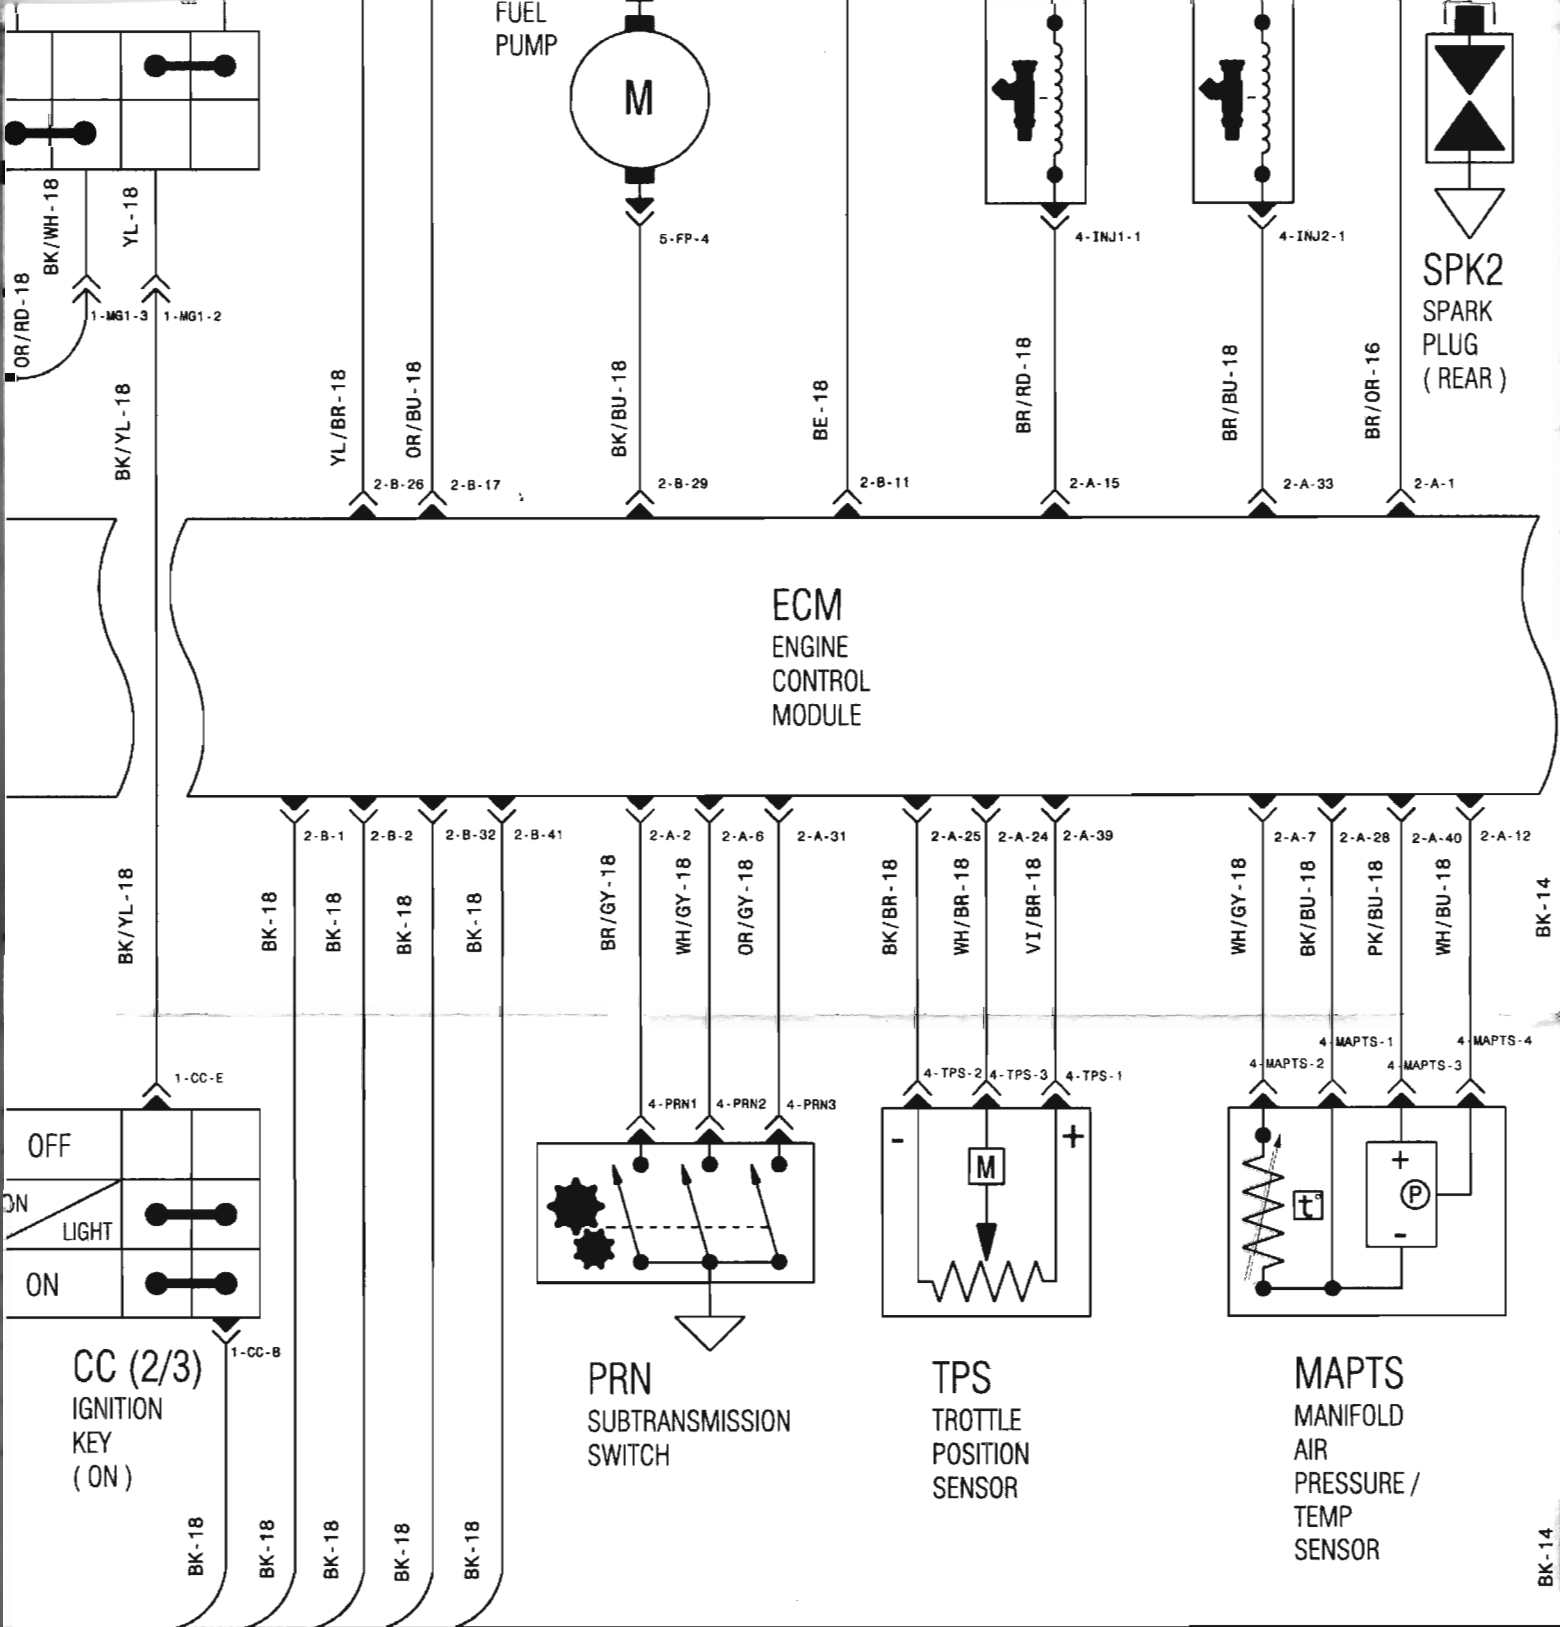 FUEL
PUMP
M
BK/WH-18
YL-18
OR/RD-18
1-MG1-3
1-MG1-2
5-FP-4
4-INJ1-1
4-INJ2-1
SPK2
SPARK
PLUG
( REAR )
BK/YL-18
YL/BR-18
OR/BU-18
BK/BU-18
BE-18
BR/RD-18
BR/BU-18
BR/OR-16
2-B-26
2-B-17
2-B-29
2-B-11
2-A-15
2-A-33
2-A-1
ECM
ENGINE
CONTROL
MODULE
2-B-1
2-B-2
2-B-32
2-B-41
2-A-2
2-A-6
2-A-31
2-A-25
2-A-24
2-A-39
2-A-7
2-A-28
2-A-40
2-A-12
BK/YL-18
BK-18
BK-18
BK-18
BK-18
BR/GY-18
WH/GY-18
OR/GY-18
BK/BR-18
WH/BR-18
VI/BR-18
WH/GY-18
BK/BU-18
PK/BU-18
WH/BU-18
BK-14
1-CC-E
4-PRN1
4-PRN2
4-PRN3
4-TPS-2
4-TPS-3
4-TPS-1
4-MAPTS-2
4-MAPTS-1
4-MAPTS-3
4-MAPTS-4
OFF
ON
LIGHT
ON
- M +
t°
+
P
-
1-CC-B
CC (2/3)
IGNITION
KEY
( ON )
PRN
SUBTRANSMISSION
SWITCH
TPS
TROTTLE
POSITION
SENSOR
MAPTS
MANIFOLD
AIR
PRESSURE /
TEMP
SENSOR
BK-18
BK-18
BK-18
BK-18
BK-18
BK-14